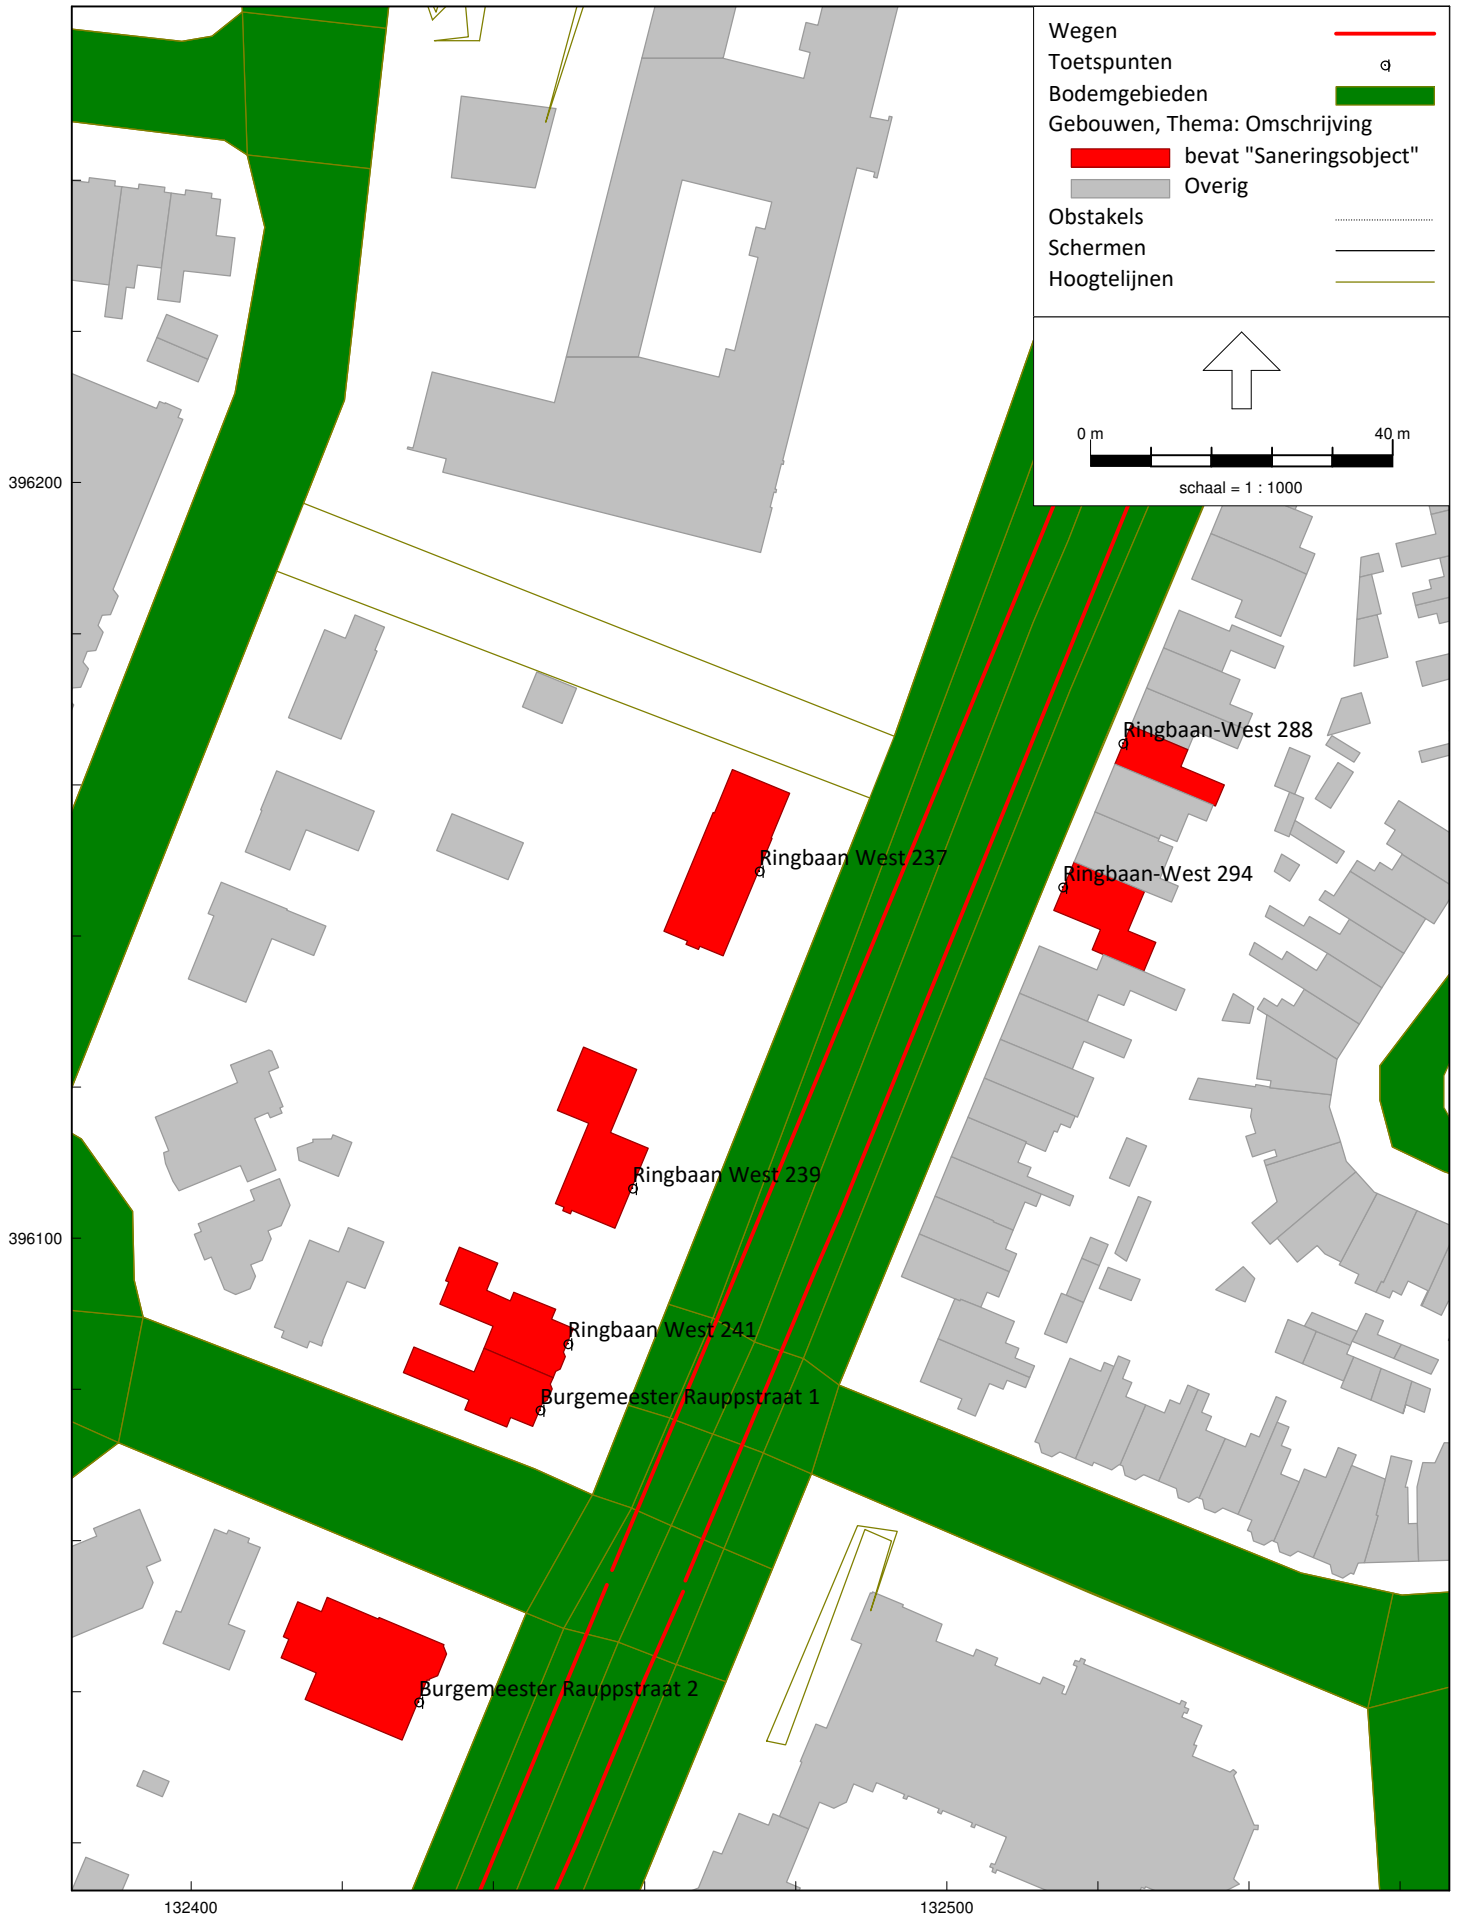 Wegen
Toetspunten
Bodemgebieden
Gebouwen, Thema: Omschrijving
bevat "Saneringsobject"
Overig
Obstakels
Schermen
Hoogtelijnen
0 m 40 m
schaal = 1 : 1000
396200
Ringbaan-West 288
Ringbaan West 237
Ringbaan-West 294
Ringbaan West 239
396100
Ringbaan West 241
Burgemeester Rauppstraat 1
Burgemeester Rauppstraat 2
132400 132500